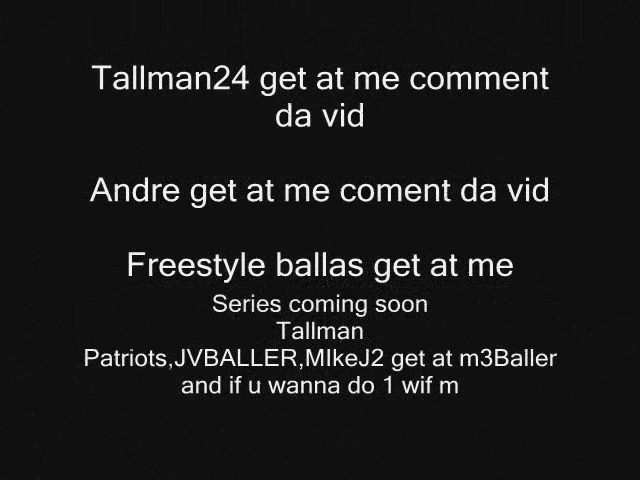 Tallman24 get at me comment
da vid
Andre get at me coment da vid
Freestyle ballas get at me
Series coming soon
Tallman
Patriots,JVBALLER,MIkeJ2 get at m3Baller
and if u wanna do 1 wif m